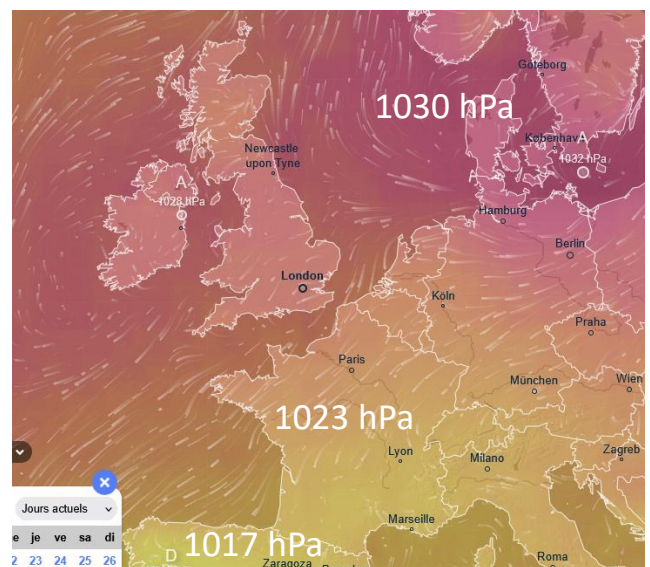 Göteborg
1030 hPa
København
A
1032 hPa
Newcastle
upon Tyne
A
1028 hPa
Hamburg
Berlin
London
Köln
Praha
Paris
München
Wien
1023 hPa
Lyon
Milano
Zagreb
Jours actuels
Marseille
e je ve sa di
2 23 24 25 26
D
1017 hPa
Zaragoza
Roma